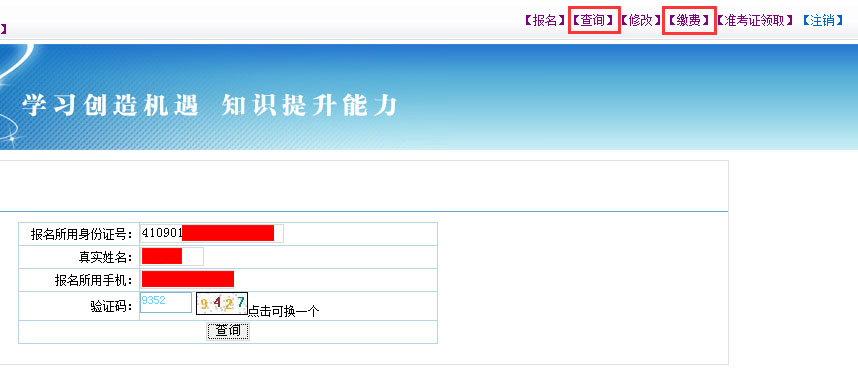 【报名】【查询】【修改】【缴费】【准考证领取】【注销】
】
学习创造机遇 知识提升能力
报名所用身份证号： 410901
真实姓名：
报名所用手机：
验证码： 9352 9427 点击可换一个
查询